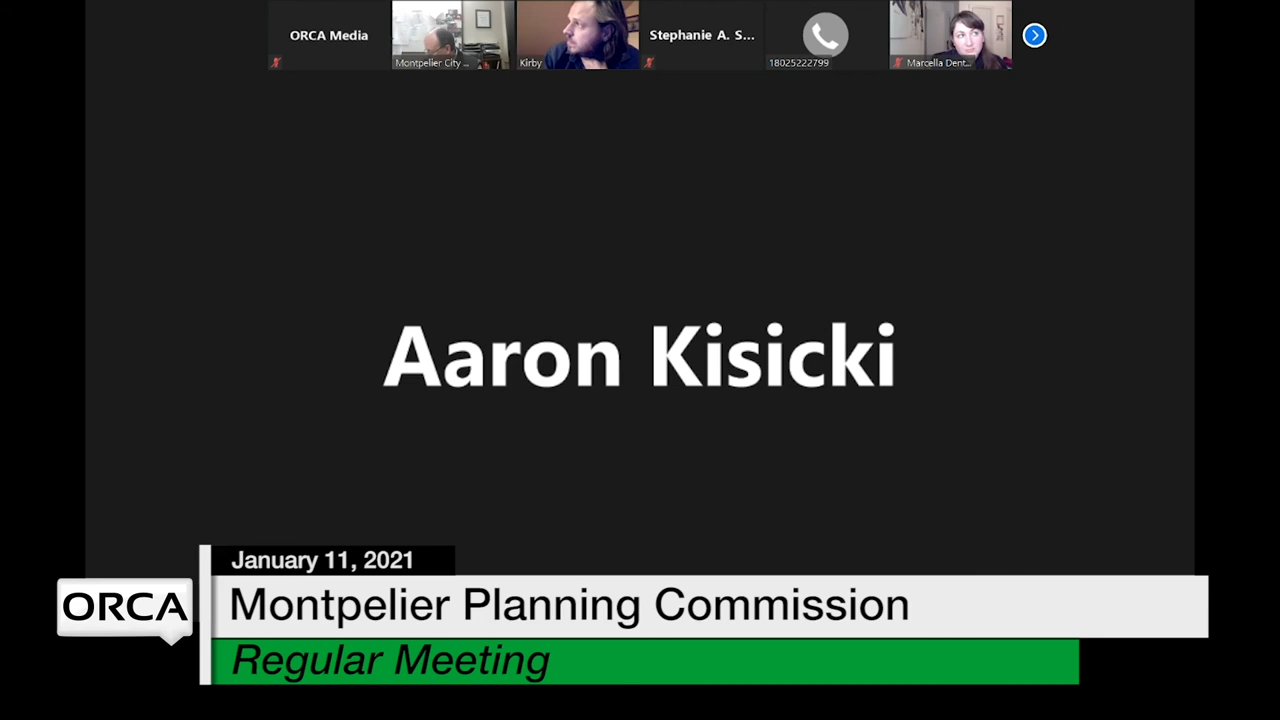 ORCA Media
Montpelier City ...
Kirby
Stephanie A. S...
18025222799
Marcella Dent...
Aaron Kisicki
January 11, 2021
ORCA
Montpelier Planning Commission
Regular Meeting